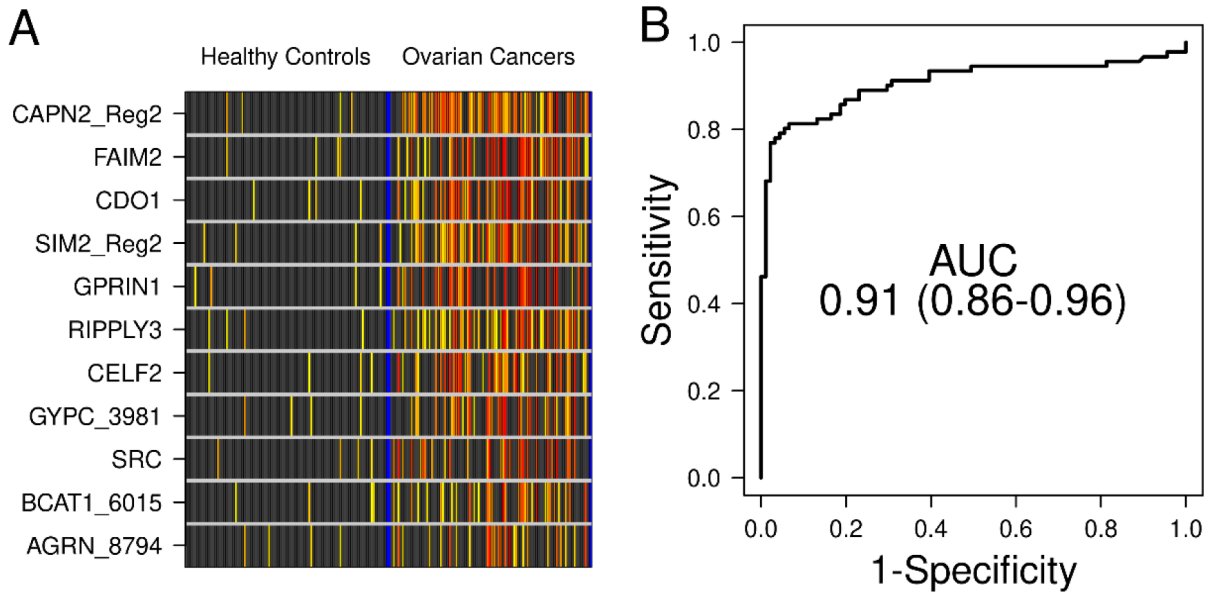 A
Healthy Controls
Ovarian Cancers
CAPN2_Reg2
FAIM2
CDO1
SIM2_Reg2
GPRIN1
RIPPLY3
CELF2
GYPC_3981
SRC
BCAT1_6015
AGRN_8794
B
1.0
0.8
0.6
0.4
0.2
0.0
Sensitivity
AUC
0.91 (0.86-0.96)
0.0 0.2 0.4 0.6 0.8 1.0
1-Specificity